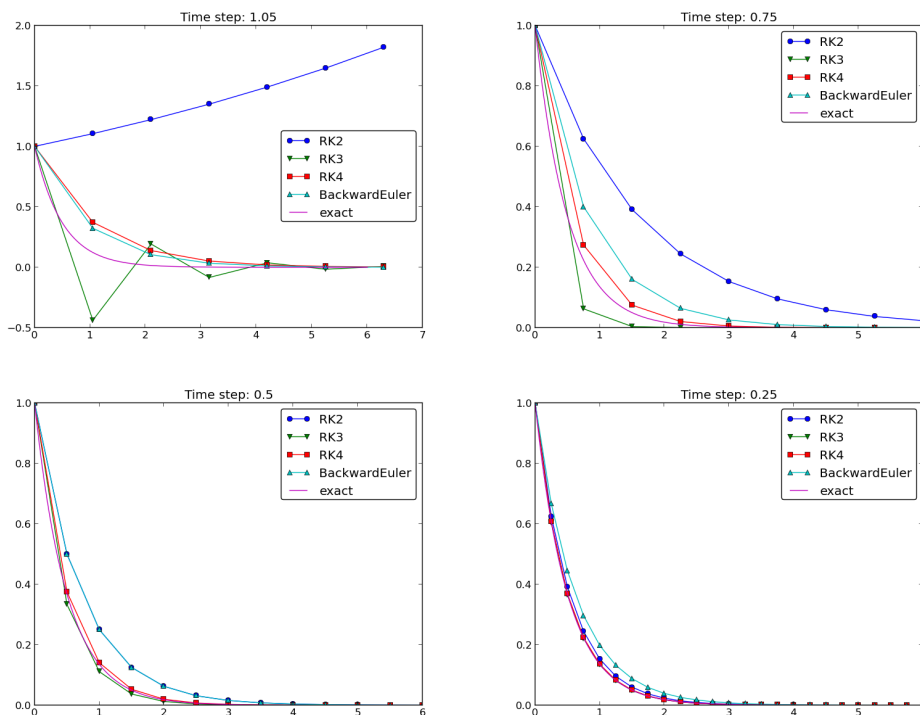 Time step: 1.05
2.0
1.5
1.0
0.5
0.0
−0.5
0 1 2 3 4 5 6 7
RK2
RK3
RK4
BackwardEuler
exact
Time step: 0.75
1.0
0.8
0.6
0.4
0.2
0.0
0 1 2 3 4 5
RK2
RK3
RK4
BackwardEuler
exact
Time step: 0.5
1.0
0.8
0.6
0.4
0.2
0.0
0 1 2 3 4 5 6
RK2
RK3
RK4
BackwardEuler
exact
Time step: 0.25
1.0
0.8
0.6
0.4
0.2
0.0
0 1 2 3 4 5
RK2
RK3
RK4
BackwardEuler
exact